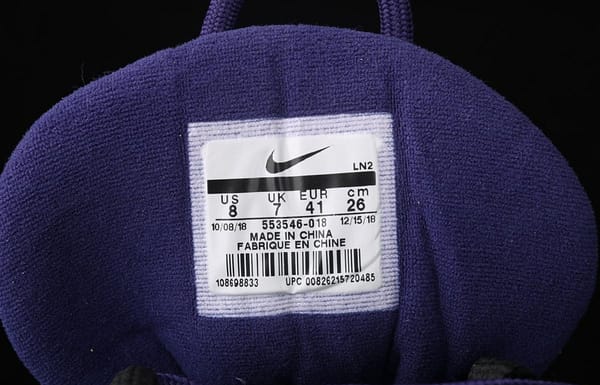 LN2
US UK EUR cm
8 7 41 26
10/08/18 553546-018 12/15/18
MADE IN CHINA
FABRIQUE EN CHINE
108698833 UPC 00826215720485